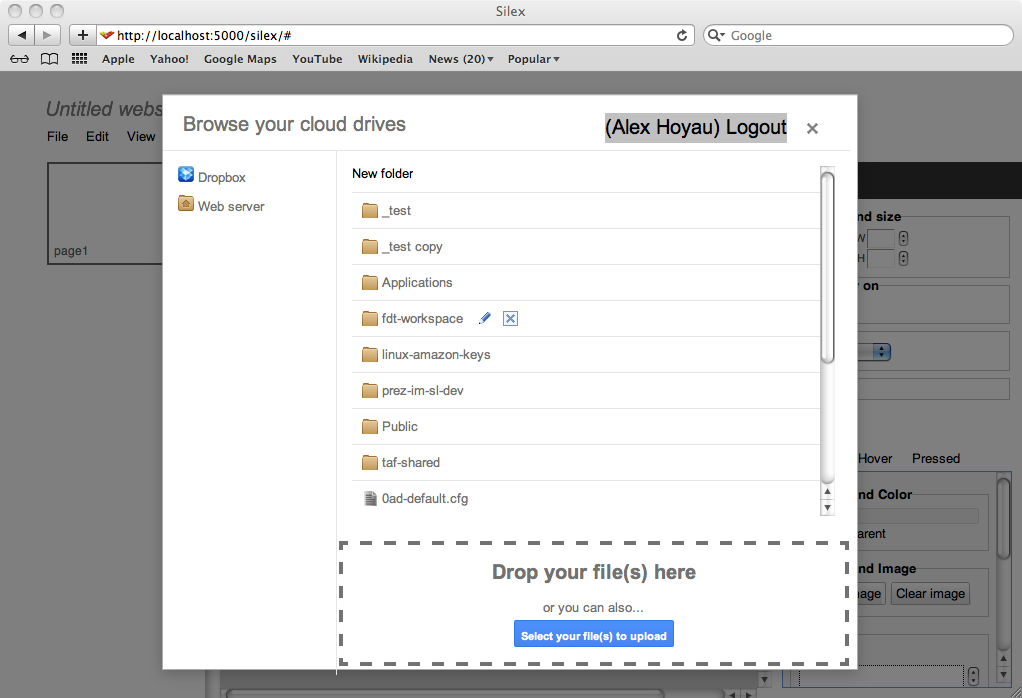 Silex
http://localhost:5000/silex/#
Google
Apple Yahoo! Google Maps YouTube Wikipedia News (20)▾ Popular▾
Untitled webs
File Edit View
page1
Browse your cloud drives
(Alex Hoyau) Logout
×
Dropbox
Web server
New folder
_test
_test copy
Applications
fdt-workspace
linux-amazon-keys
prez-im-sl-dev
Public
taf-shared
0ad-default.cfg
Drop your file(s) here
or you can also...
Select your file(s) to upload
nd size
W
H
on
Hover Pressed
nd Color
arent
nd Image
nage Clear image